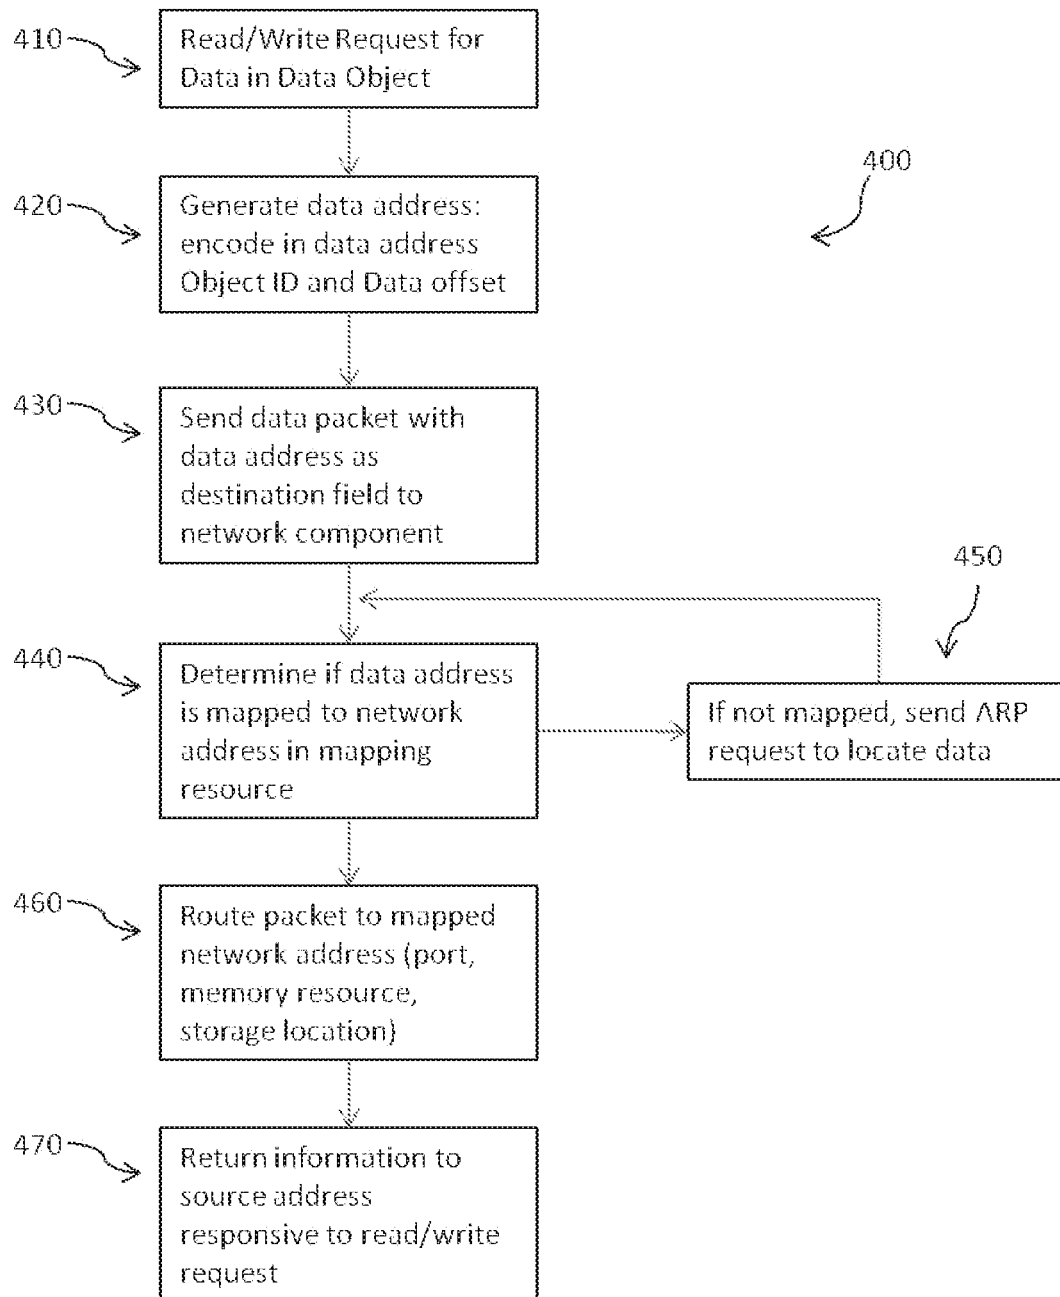 410
Read/Write Request for
Data in Data Object
400
420
Generate data address:
encode in data address
Object ID and Data offset
430
Send data packet with
data address as
destination field to
network component
450
440
Determine if data address
is mapped to network
address in mapping
resource
If not mapped, send ARP
request to locate data
460
Route packet to mapped
network address (port,
memory resource,
storage location)
470
Return information to
source address
responsive to read/write
request